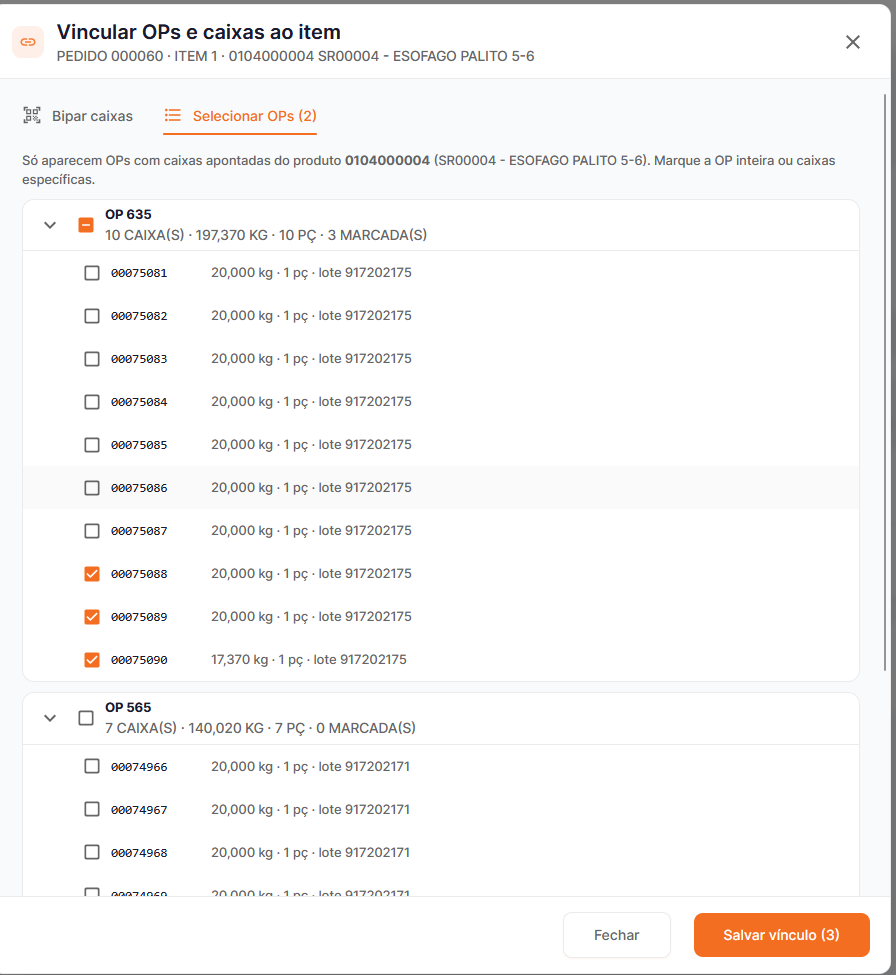 Vincular OPs e caixas ao item
PEDIDO 000060 · ITEM 1 · 0104000004 SR00004 - ESOFAGO PALITO 5-6
Bipar caixas
Selecionar OPs (2)
Só aparecem OPs com caixas apontadas do produto 0104000004 (SR00004 - ESOFAGO PALITO 5-6). Marque a OP inteira ou caixas
específicas.
OP 635
10 CAIXA(S) · 197,370 KG · 10 PÇ · 3 MARCADA(S)
00075081 20,000 kg · 1 pç · lote 917202175
00075082 20,000 kg · 1 pç · lote 917202175
00075083 20,000 kg · 1 pç · lote 917202175
00075084 20,000 kg · 1 pç · lote 917202175
00075085 20,000 kg · 1 pç · lote 917202175
00075086 20,000 kg · 1 pç · lote 917202175
00075087 20,000 kg · 1 pç · lote 917202175
00075088 20,000 kg · 1 pç · lote 917202175
00075089 20,000 kg · 1 pç · lote 917202175
00075090 17,370 kg · 1 pç · lote 917202175
OP 565
7 CAIXA(S) · 140,020 KG · 7 PÇ · 0 MARCADA(S)
00074966 20,000 kg · 1 pç · lote 917202171
00074967 20,000 kg · 1 pç · lote 917202171
00074968 20,000 kg · 1 pç · lote 917202171
00074969 20,000 kg · 1 pç · lote 917202171
Fechar
Salvar vínculo (3)